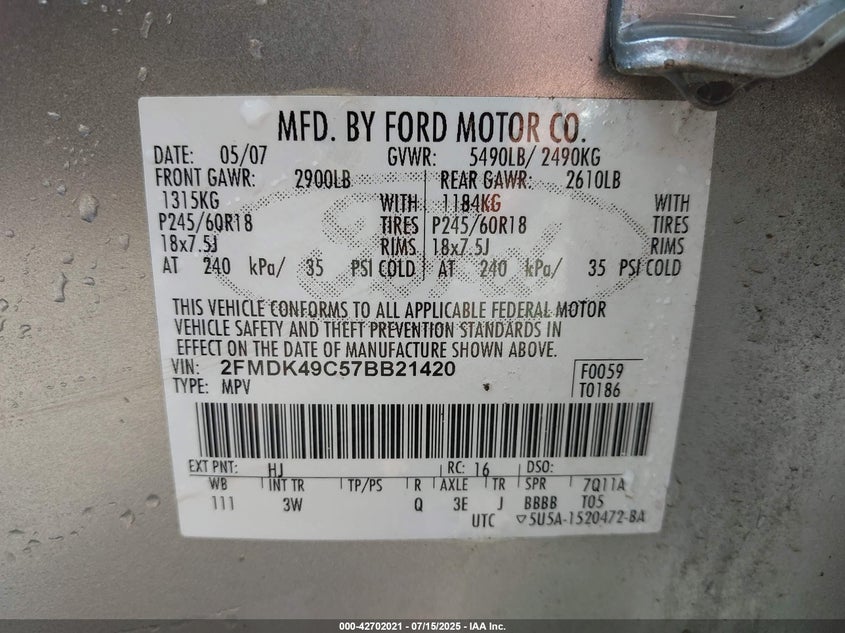 MFD. BY FORD MOTOR CO.
DATE: 05/07 GVWR: 5490LB/ 2490KG
FRONT GAWR: 2900LB REAR GAWR: 2610LB
1315KG WITH 1184KG WITH
P245/60R18 TIRES P245/60R18 TIRES
18x7.5J RIMS 18x7.5J RIMS
AT 240 kPa/ 35 PSI COLD AT 240 kPa/ 35 PSI COLD
THIS VEHICLE CONFORMS TO ALL APPLICABLE FEDERAL MOTOR
VEHICLE SAFETY AND THEFT PREVENTION STANDARDS IN
EFFECT ON THE DATE OF MANUFACTURE SHOWN ABOVE.
VIN: 2FMDK49C57BB21420 F0059
TYPE: MPV T0186
EXT PNT: HJ RC: 16 DSO:
WB INT TR TP/PS R AXLE TR SPR 7Q11A
111 3W Q 3E J BBBB T05
UTC ▽5U5A-1520472-BA
000-42702021 - 07/15/2025 - IAA Inc.